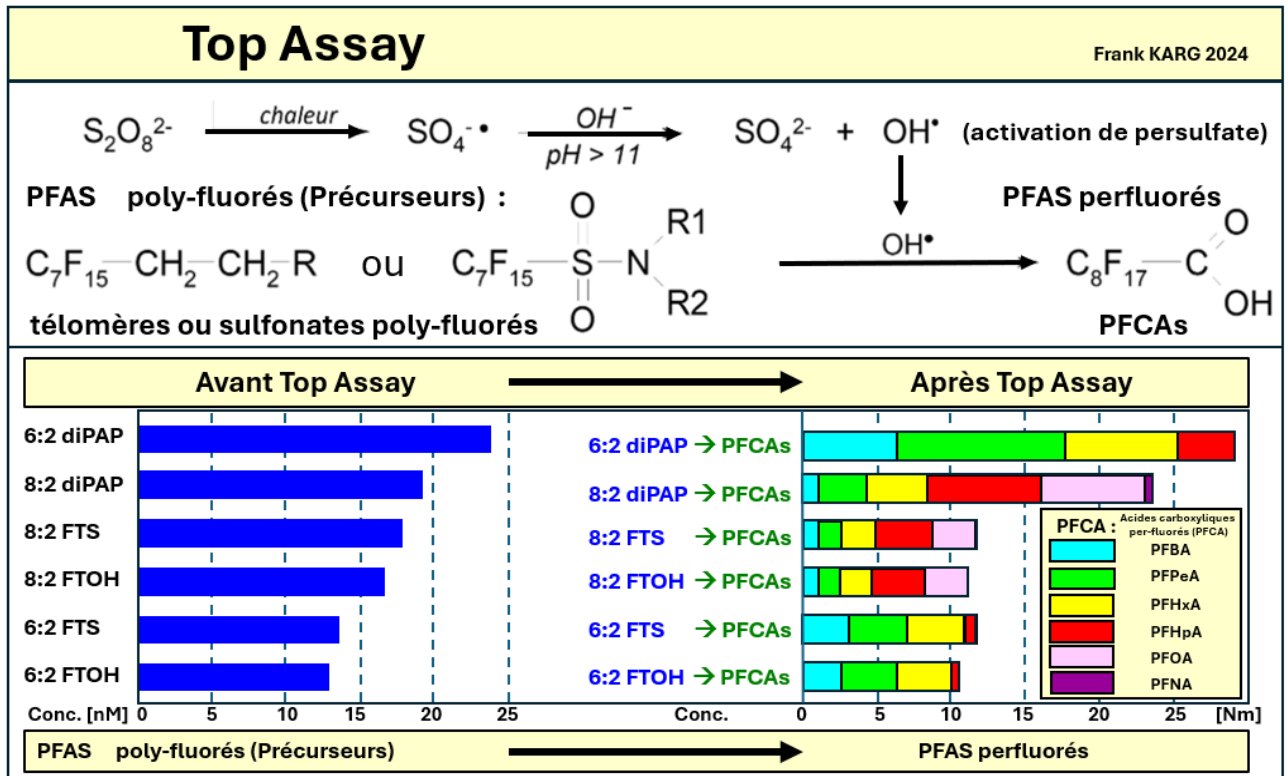 Top Assay
Frank KARG 2024
S2O8 2- chaleur SO4 -• OH- pH > 11 SO4 2- + OH• (activation de persulfate)
PFAS poly-fluorés (Précurseurs) : PFAS perfluorés
O
R1
OH•
O
C7F15—CH2—CH2R ou C7F15—S—N C8F17—C
R2
OH
O
télomères ou sulfonates poly-fluorés PFCAs
Avant Top Assay Après Top Assay
6:2 diPAP
8:2 diPAP
8:2 FTS
8:2 FTOH
6:2 FTS
6:2 FTOH
Conc. [nM] 0 5 10 15 20 25
6:2 diPAP → PFCAs
8:2 diPAP → PFCAs
8:2 FTS → PFCAs
8:2 FTOH → PFCAs
6:2 FTS → PFCAs
6:2 FTOH → PFCAs
Conc. 0 5 10 15 20 25 [Nm]
PFCA : Acides carboxyliques
per-fluorés (PFCA)
PFBA
PFPeA
PFHxA
PFHpA
PFOA
PFNA
PFAS poly-fluorés (Précurseurs) PFAS perfluorés